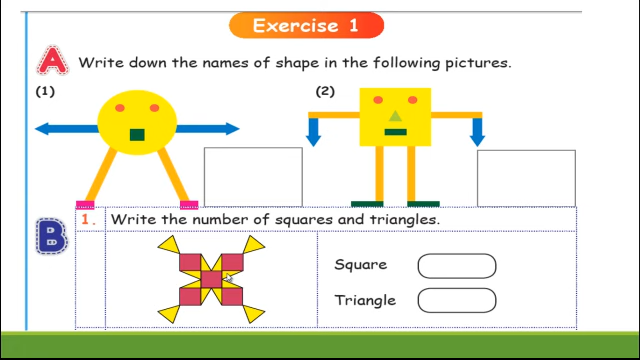 Exercise 1
A Write down the names of shape in the following pictures.
(1)
(2)
B 1. Write the number of squares and triangles.
Square
Triangle